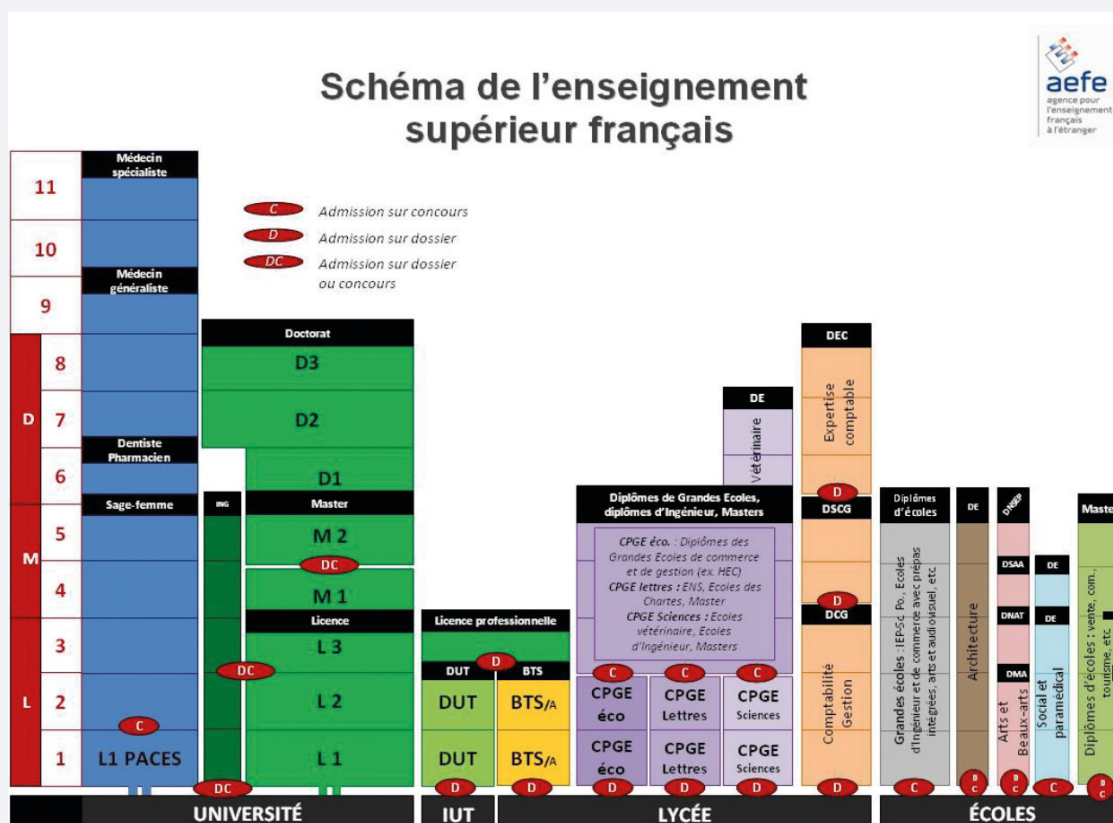 Schéma de l'enseignement
supérieur français
aefe
agence pour
l'enseignement
français
à l'étranger
C Admission sur concours
D Admission sur dossier
DC Admission sur dossier
ou concours
11
10
9
D
8
7
6
M
5
4
L
3
2
1
Médecin
spécialiste
Médecin
généraliste
Dentiste
Pharmacien
Sage-femme
C
L1 PACES
ING
DC
DC
Doctorat
D3
D2
D1
Master
M 2
DC
M 1
Licence
L 3
L 2
L 1
Licence professionnelle
D
DUT
BTS
DUT
BTS/A
DUT
BTS/A
D
D
DE
Vétérinaire
Diplômes de Grandes Ecoles,
diplômes d'Ingénieur, Masters
CPGE éco. : Diplômes des
Grandes Ecoles de commerce
et de gestion (ex. HEC)
CPGE lettres : ENS, Ecoles des
Chartes, Master
CPGE Sciences : Ecoles
vétérinaire, Ecoles
d'Ingénieur, Masters
C
C
C
CPGE
éco
CPGE
Lettres
CPGE
Sciences
CPGE
éco
CPGE
Lettres
CPGE
Sciences
D
D
D
DEC
Expertise
comptable
D
DSCG
D
DCG
Comptabilité
Gestion
D
Diplômes
d'écoles
Grandes écoles : IEP-Sc Po., Ecoles
d'Ingénieur et de commerce avec prépas
intégrées, arts et audiovisuel, etc
C
DE
Architecture
D
C
DNSEP
DSAA
DNAT
DMA
Arts et
Beaux-arts
D
C
DE
DE
Social et
paramédical
C
Master
Diplômes d'écoles : vente, com.,
tourisme, etc
D
C
UNIVERSITÉ
IUT
LYCÉE
ÉCOLES